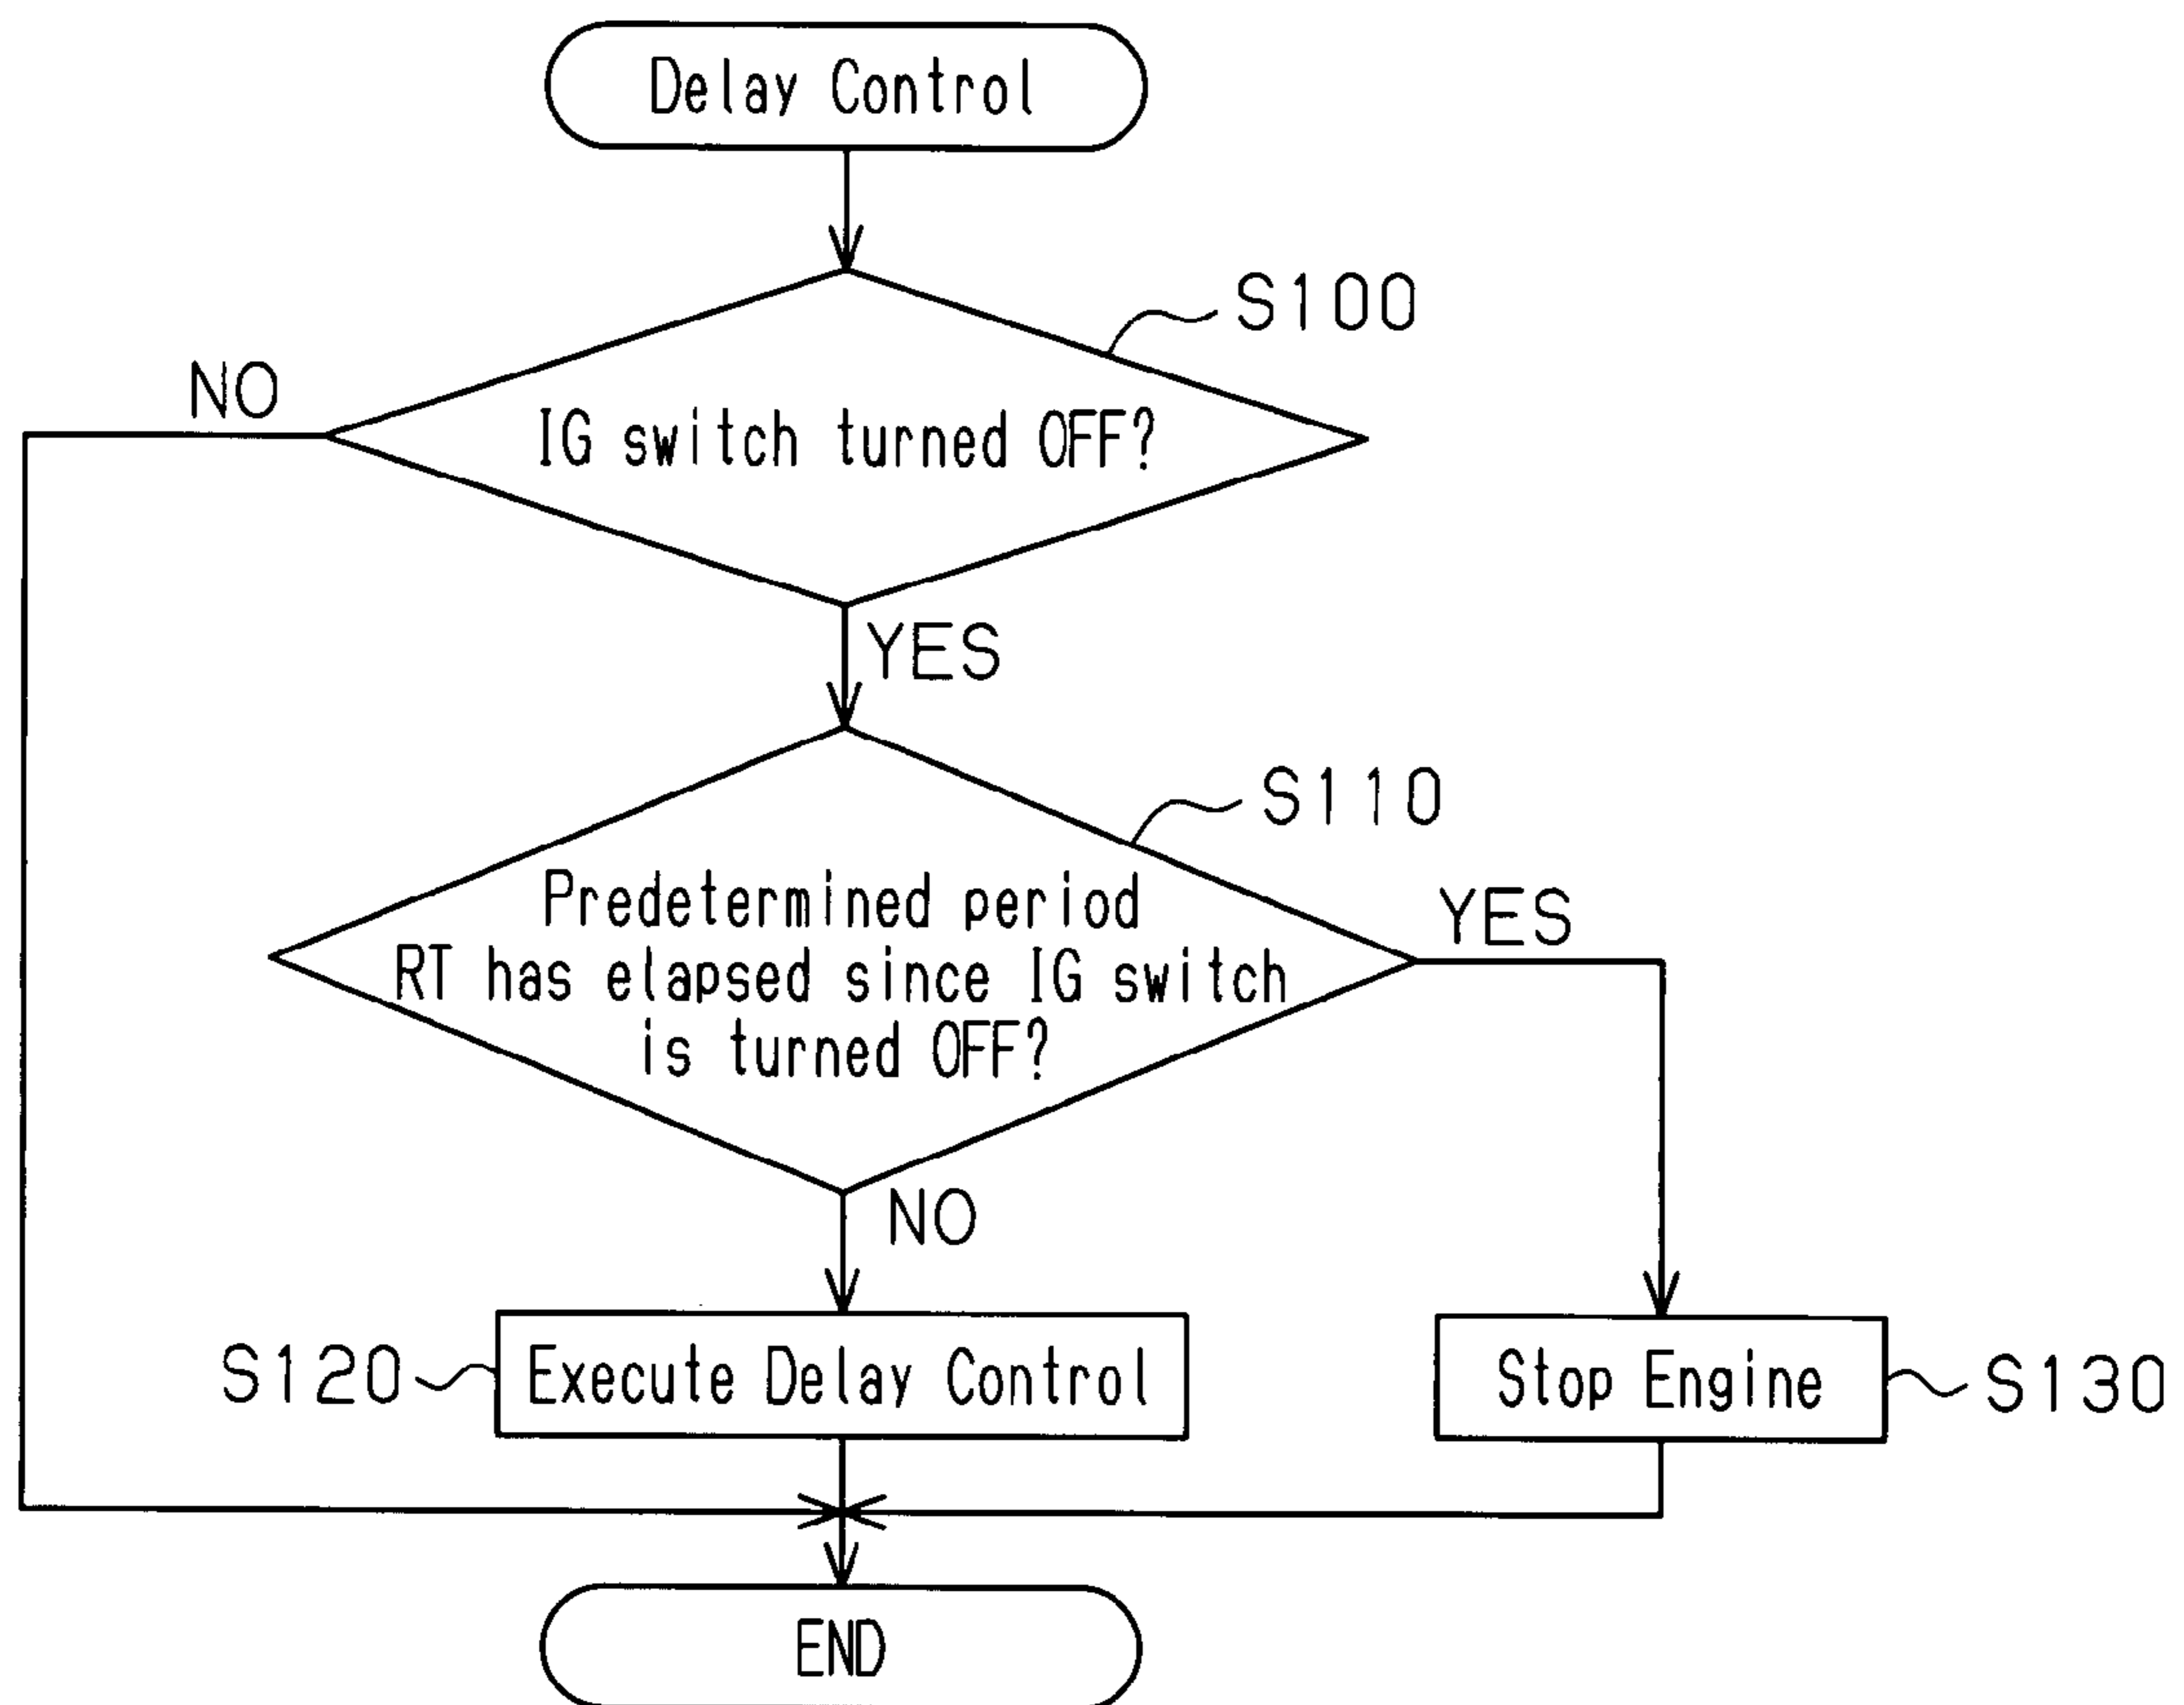 Delay Control
S100
NO
IG switch turned OFF?
YES
S110
Predetermined period
RT has elapsed since IG switch
is turned OFF?
YES
NO
S120
Execute Delay Control
Stop Engine
S130
END